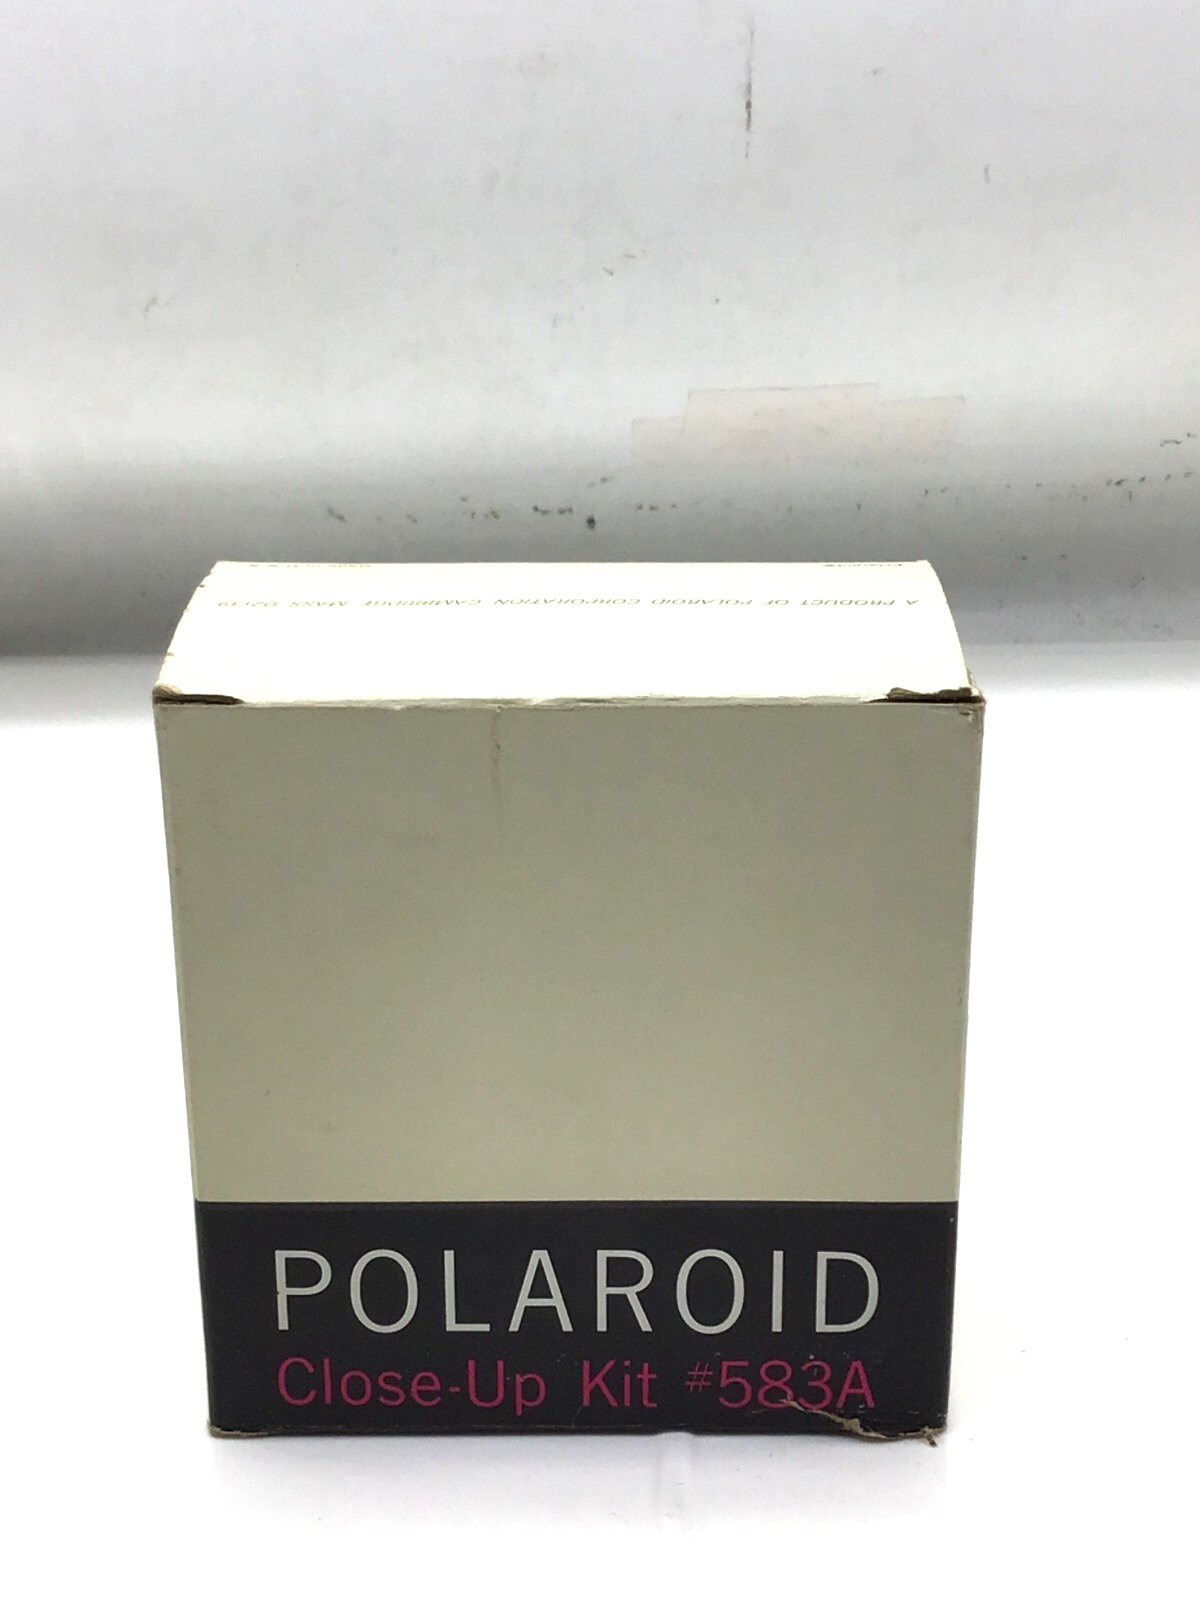 A PRODUCT OF POLAROID CORPORATION, CAMBRIDGE, MASS. 02139
POLAROID
Close-Up Kit #583A